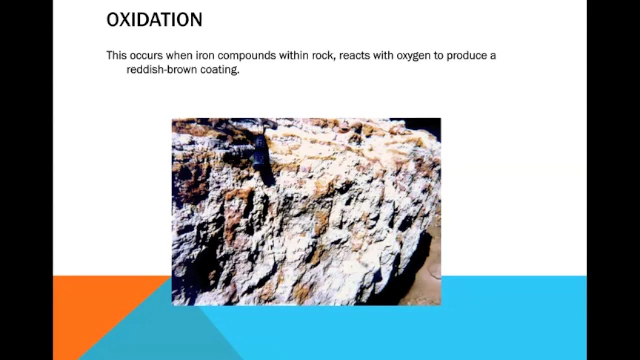 OXIDATION
This occurs when iron compounds within rock, reacts with oxygen to produce a
reddish-brown coating.